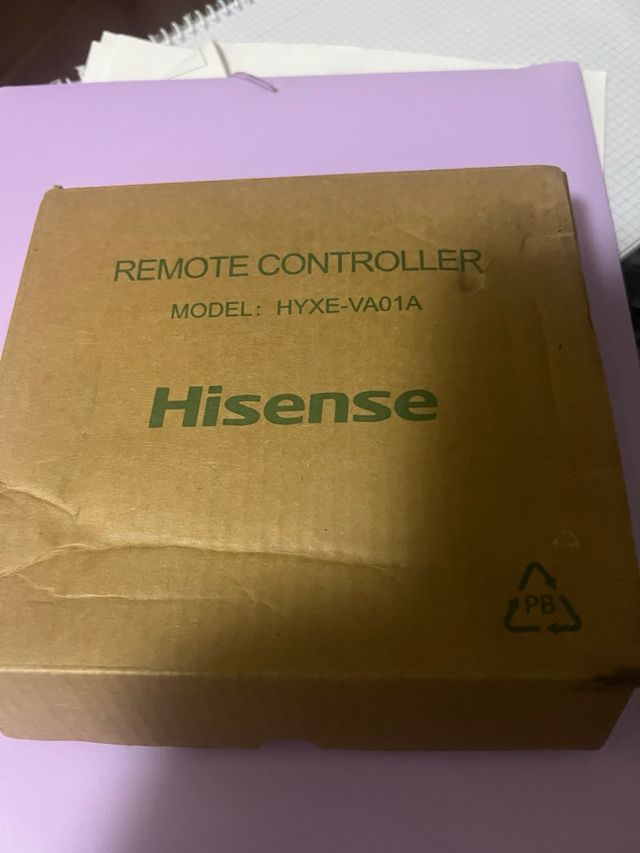 REMOTE CONTROLLER
MODEL: HYXE-VA01A
Hisense
PB